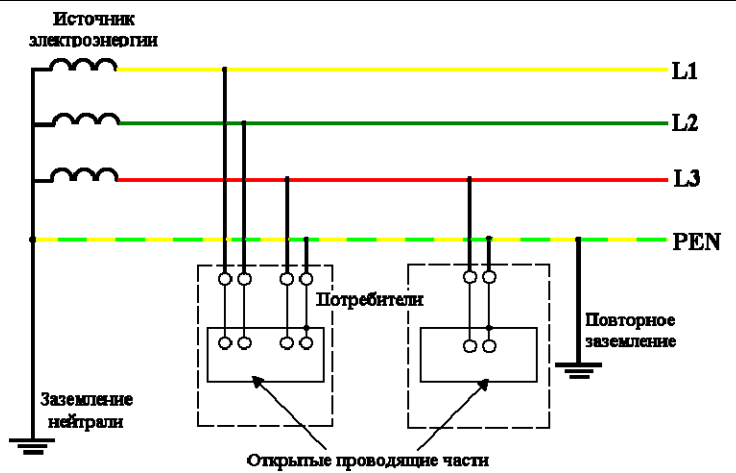 Источник
электроэнергии
L1
L2
L3
PEN
Потребители
Повторное
заземление
Заземление
нейтрали
Открытые проводящие части